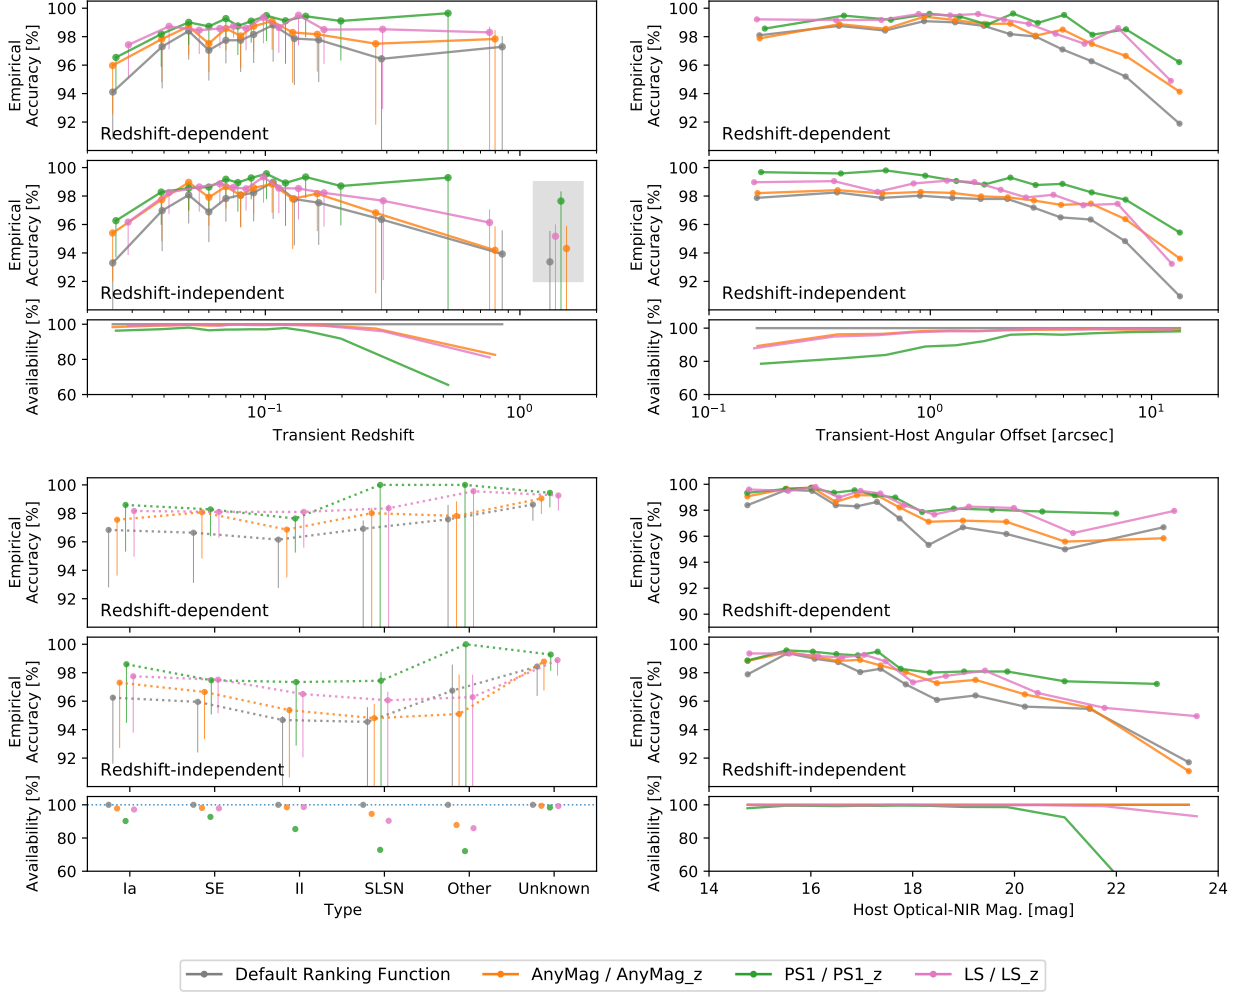 100
98
96
94
92
Empirical
Accuracy [%]
Redshift-dependent
100
98
96
94
92
Empirical
Accuracy [%]
Redshift-independent
100
80
60
Availability [%]
10⁻¹
10⁰
Transient Redshift
100
98
96
94
92
Empirical
Accuracy [%]
Redshift-dependent
100
98
96
94
92
Empirical
Accuracy [%]
Redshift-independent
100
80
60
Availability [%]
10⁻¹
10⁰
10¹
Transient-Host Angular Offset [arcsec]
100
98
96
94
92
Empirical
Accuracy [%]
Redshift-dependent
100
98
96
94
92
Empirical
Accuracy [%]
Redshift-independent
100
80
60
Availability [%]
Ia
SE
II
SLSN
Other
Unknown
Type
100
98
96
94
92
90
Empirical
Accuracy [%]
Redshift-dependent
100
98
96
94
92
Empirical
Accuracy [%]
Redshift-independent
100
80
60
Availability [%]
14
16
18
20
22
24
Host Optical-NIR Mag. [mag]
Default Ranking Function
AnyMag / AnyMag_z
PS1 / PS1_z
LS / LS_z